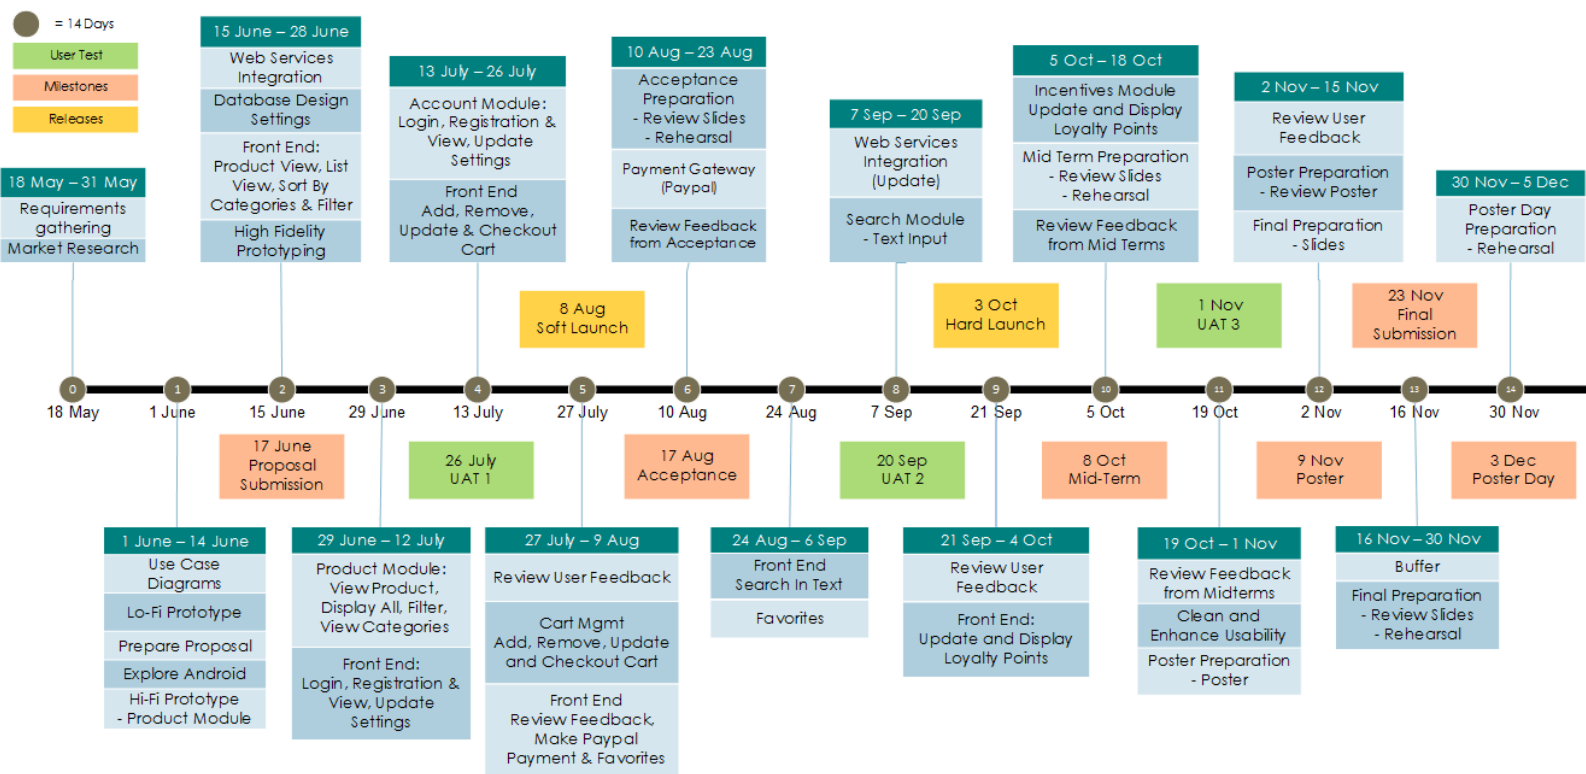 = 14 Days
User Test
Milestones
Releases
18 May – 31 May
Requirements
gathering
Market Research
15 June – 28 June
Web Services
Integration
Database Design
Settings
Front End:
Product View, List
View, Sort By
Categories & Filter
High Fidelity
Prototyping
13 July – 26 July
Account Module:
Login, Registration &
View, Update
Settings
Front End
Add, Remove,
Update & Checkout
Cart
10 Aug – 23 Aug
Acceptance
Preparation
- Review Slides
- Rehearsal
Payment Gateway
(Paypal)
Review Feedback
from Acceptance
7 Sep – 20 Sep
Web Services
Integration
(Update)
Search Module
- Text Input
5 Oct – 18 Oct
Incentives Module
Update and Display
Loyalty Points
Mid Term Preparation
- Review Slides
- Rehearsal
Review Feedback
from Mid Terms
2 Nov – 15 Nov
Review User
Feedback
Poster Preparation
- Review Poster
Final Preparation
- Slides
30 Nov – 5 Dec
Poster Day
Preparation
- Rehearsal
8 Aug
Soft Launch
3 Oct
Hard Launch
1 Nov
UAT 3
23 Nov
Final
Submission
0 1 2 3 4 5 6 7 8 9 10 11 12 13 14
18 May 1 June 15 June 29 June 13 July 27 July 10 Aug 24 Aug 7 Sep 21 Sep 5 Oct 19 Oct 2 Nov 16 Nov 30 Nov
17 June
Proposal
Submission
26 July
UAT 1
17 Aug
Acceptance
20 Sep
UAT 2
8 Oct
Mid-Term
9 Nov
Poster
3 Dec
Poster Day
1 June – 14 June
Use Case
Diagrams
Lo-Fi Prototype
Prepare Proposal
Explore Android
Hi-Fi Prototype
- Product Module
29 June – 12 July
Product Module:
View Product,
Display All, Filter,
View Categories
Front End:
Login, Registration &
View, Update
Settings
27 July – 9 Aug
Review User Feedback
Cart Mgmt
Add, Remove, Update
and Checkout Cart
Front End
Review Feedback,
Make Paypal
Payment & Favorites
24 Aug – 6 Sep
Front End
Search In Text
Favorites
21 Sep – 4 Oct
Review User
Feedback
Front End:
Update and Display
Loyalty Points
19 Oct – 1 Nov
Review Feedback
from Midterms
Clean and
Enhance Usability
Poster Preparation
- Poster
16 Nov – 30 Nov
Buffer
Final Preparation
- Review Slides
- Rehearsal